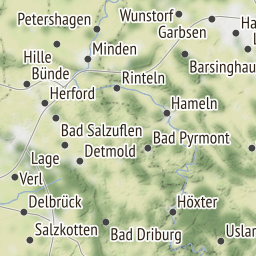 Wunstorf
Petershagen
Garbsen
Ha
Hille
Minden
L
Bünde
Barsinghau
Rinteln
Herford
Hameln
Bad Salzuflen
Bad Pyrmont
Lage
Detmold
Verl
Delbrück
Höxter
Salzkotten
Bad Driburg
Uslar